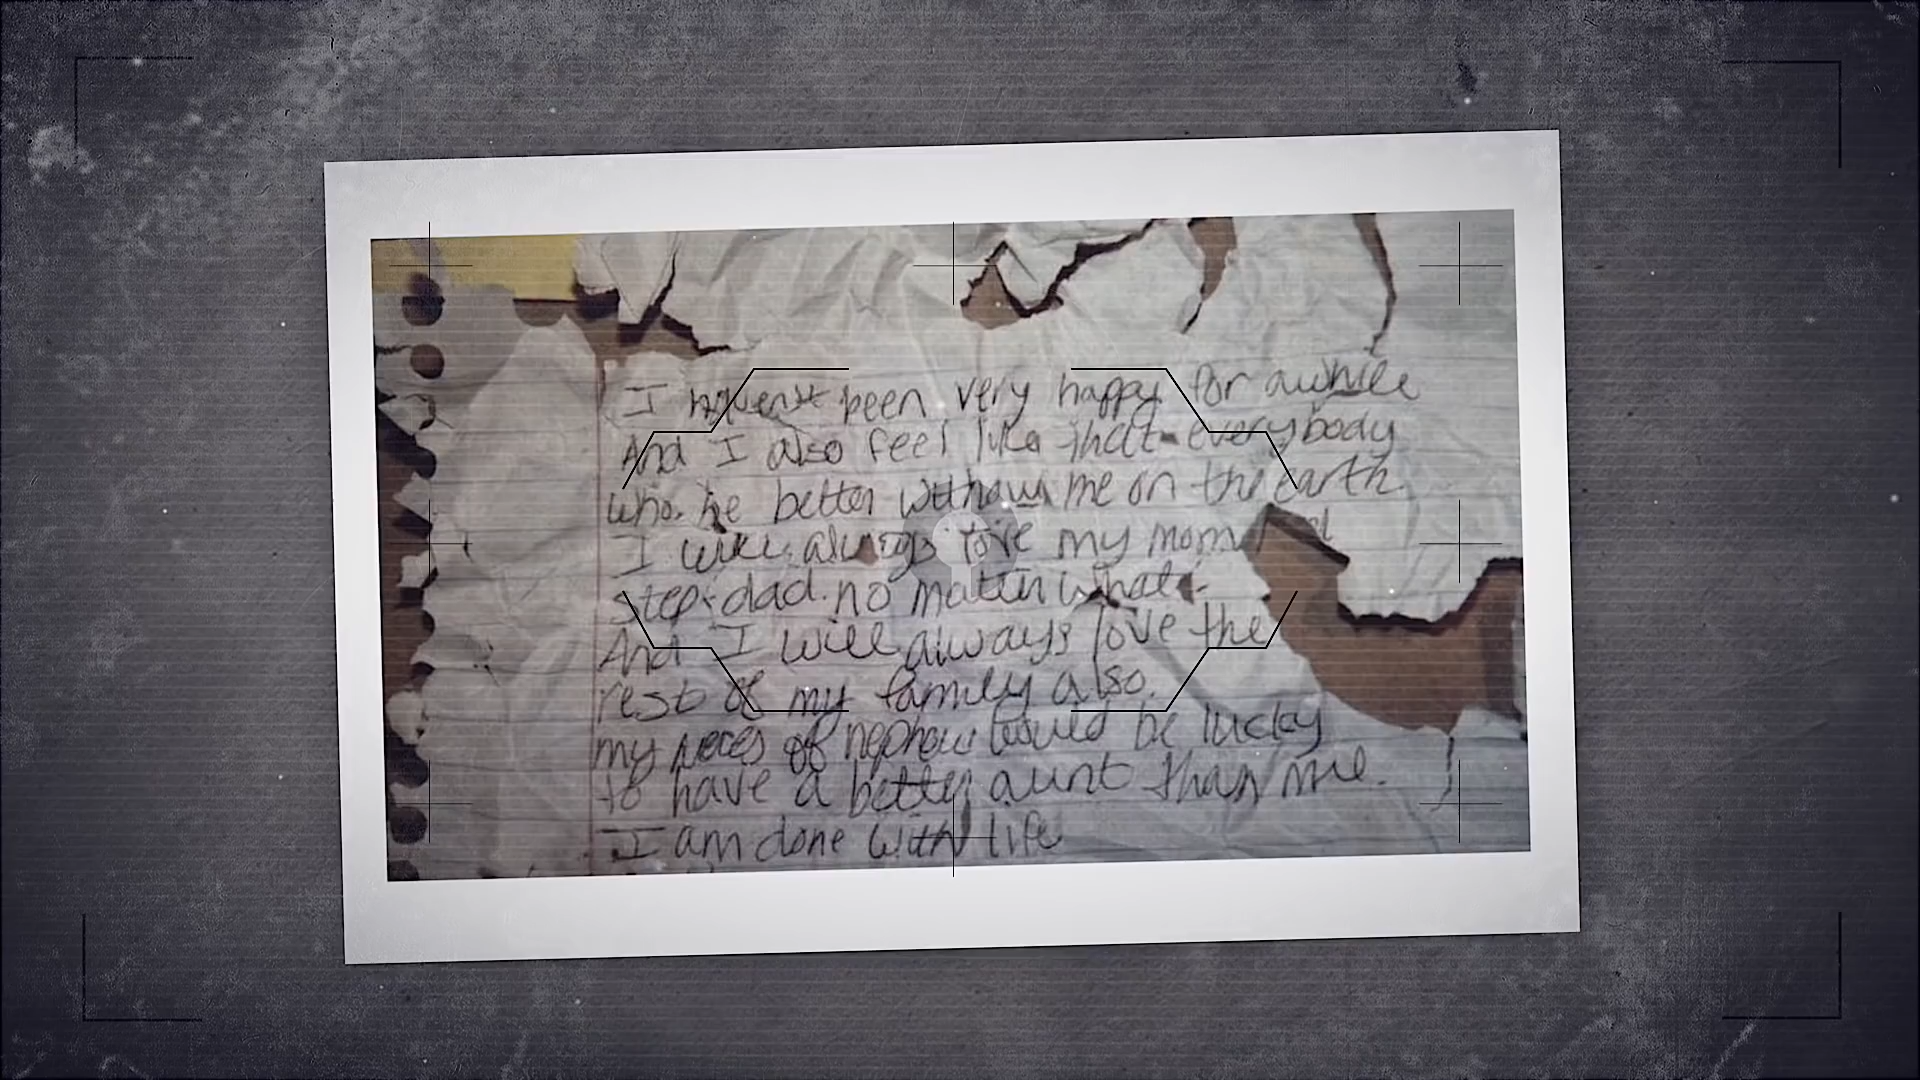 I haven't been very happy for awhile
And I also feel like that everybody
be better without me on the earth
I will always love my mom
step dad no matter what
And I will always love the
rest of my family also.
my neices of nephew would be lucky
to have a better aunt than me.
I am done with life